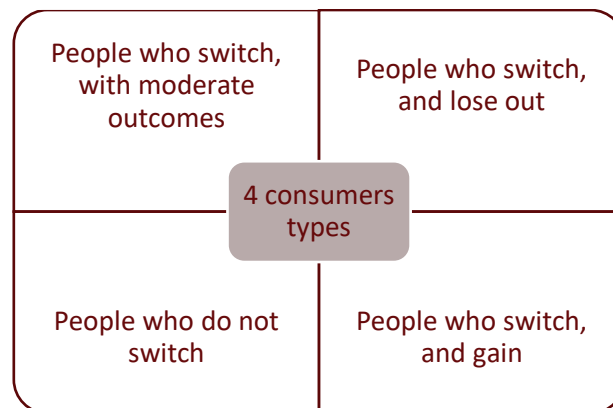 People who switch,
with moderate
outcomes
People who switch,
and lose out
4 consumers
types
People who do not
switch
People who switch,
and gain